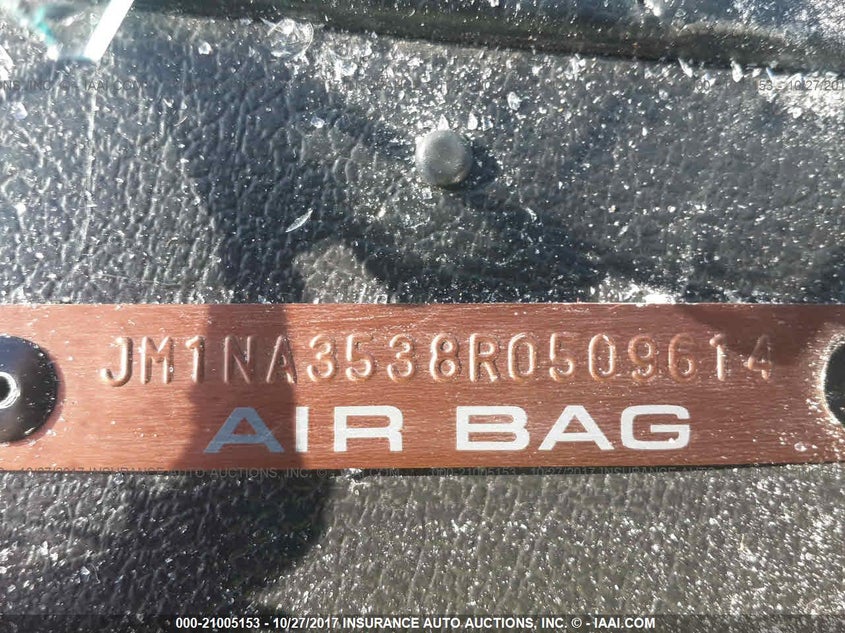 JM1NA3538R0509614
AIR BAG
000-21005153 - 10/27/2017 INSURANCE AUTO AUCTIONS, INC. © - IAAI.COM